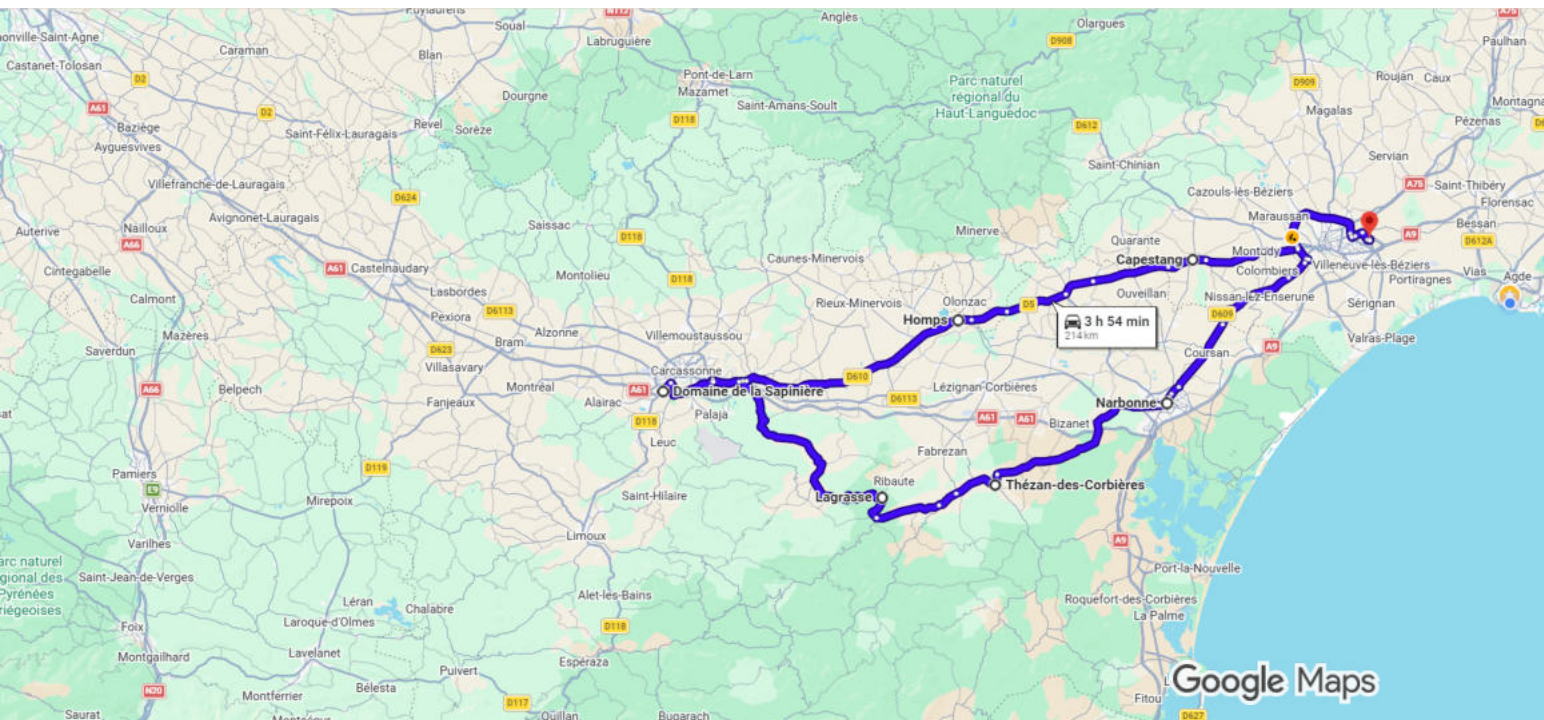 Puylaurens
N112
Anglès
A75
onville-Saint-Agne
Soual
Olargues
Caraman
Blan
Labruguière
D908
Paulhan
Castanet-Tolosan
D2
Pont-de-Larn
Mazamet
Parc naturel
régional du
Haut-Languedoc
D909
Roujan
Caux
A61
Dourgne
Saint-Amans-Soult
Magalas
Montagna
D2
D118
Pézenas
Baziège
Saint-Félix-Lauragais
Revel
Sorèze
D612
Ayguesvives
Saint-Chinian
Servian
Villefranche-de-Lauragais
D624
Cazouls-lès-Béziers
A75
Saint-Thibéry
Avignonet-Lauragais
Florensac
Nailloux
Auterive
Saissac
Minerve
Maraussan
Bessan
A66
D118
Quarante
A9
D612A
Cintegabelle
A61
Castelnaudary
Montolieu
Caunes-Minervois
Capestang
Montady
Villeneuve-lès-Béziers
Colombiers
Vias
Agde
D118
Portiragnes
Calmont
Lasbordes
Rieux-Minervois
Olonzac
Ouveillan
Nissan-lez-Enserune
Sérignan
D6113
D5
Pexiora
Homps
3 h 54 min
214 km
D609
Mazères
Alzonne
Villemoustaussou
Valras-Plage
Bram
Saverdun
D623
Villasavary
Coursan
A9
Carcassonne
D610
A66
Belpech
Montréal
A61
Domaine de la Sapinière
Lézignan-Corbières
Fanjeaux
Alairac
D6113
Narbonne
Palaja
D118
A61
A61
Bizanet
Leuc
Fabrezan
Pamiers
D119
Ribaute
Thézan-des-Corbières
E9
Saint-Hilaire
Lagrasse
Verniolle
Mirepoix
Limoux
A9
Varilhes
arc naturel
gional des
Pyrénées
riégeoises
Saint-Jean-de-Verges
Port-la-Nouvelle
Léran
Chalabre
Alet-les-Bains
Roquefort-des-Corbières
La Palme
Foix
Laroque-d'Olmes
D118
Montgailhard
Lavelanet
Puivert
Espéraza
N20
Bélesta
Montferrier
D117
Fitou
Google Maps
Saurat
Quillan
Bugarach
D627